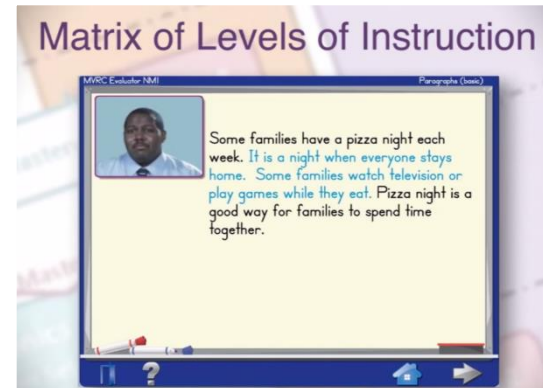 Matrix of Levels of Instruction
MVRC Evaluator NMI
Paragraphs (basic)
Some families have a pizza night each
week. It is a night when everyone stays
home. Some families watch television or
play games while they eat. Pizza night is a
good way for families to spend time
together.
?